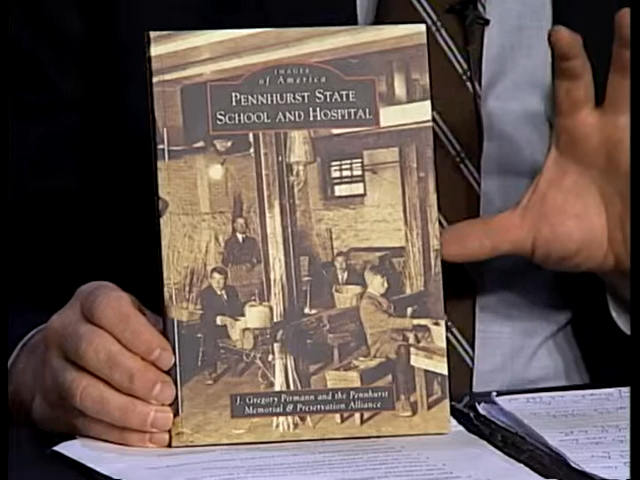 IMAGES
of America
PENNHURST STATE
SCHOOL AND HOSPITAL
J. Gregory Pirmann and the Pennhurst
Memorial & Preservation Alliance